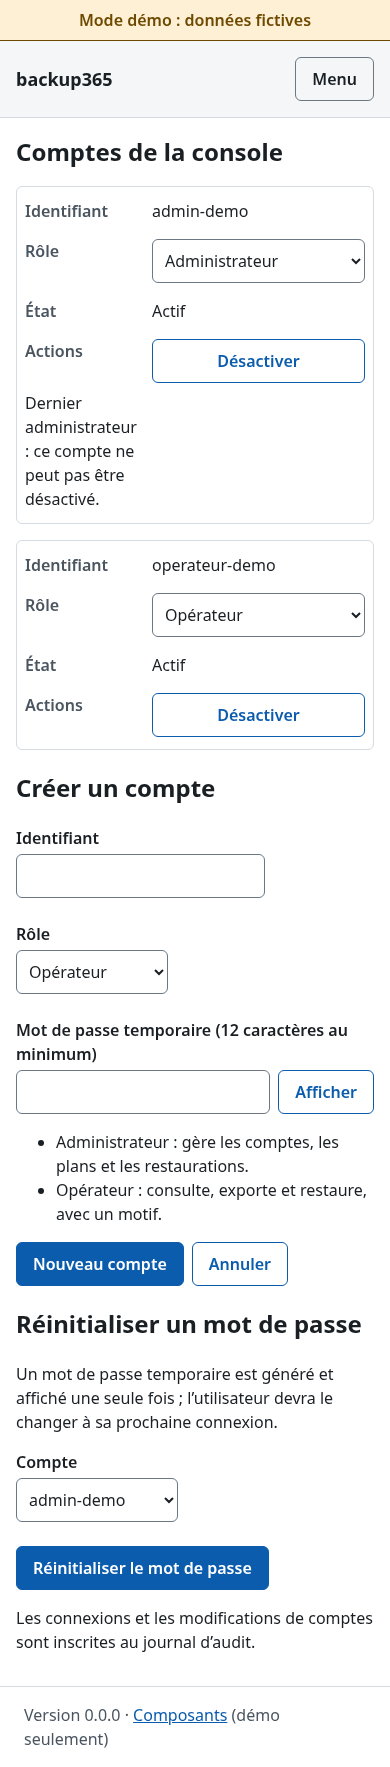 Mode démo : données fictives
backup365
Menu
Comptes de la console
Identifiant admin-demo
Rôle Administrateur
État Actif
Actions Désactiver
Dernier
administrateur
: ce compte ne
peut pas être
désactivé.
Identifiant operateur-demo
Rôle Opérateur
État Actif
Actions Désactiver
Créer un compte
Identifiant
Rôle
Opérateur
Mot de passe temporaire (12 caractères au
minimum)
Afficher
• Administrateur : gère les comptes, les
plans et les restaurations.
• Opérateur : consulte, exporte et restaure,
avec un motif.
Nouveau compte Annuler
Réinitialiser un mot de passe
Un mot de passe temporaire est généré et
affiché une seule fois ; l’utilisateur devra le
changer à sa prochaine connexion.
Compte
admin-demo
Réinitialiser le mot de passe
Les connexions et les modifications de comptes
sont inscrites au journal d’audit.
Version 0.0.0 · Composants (démo
seulement)